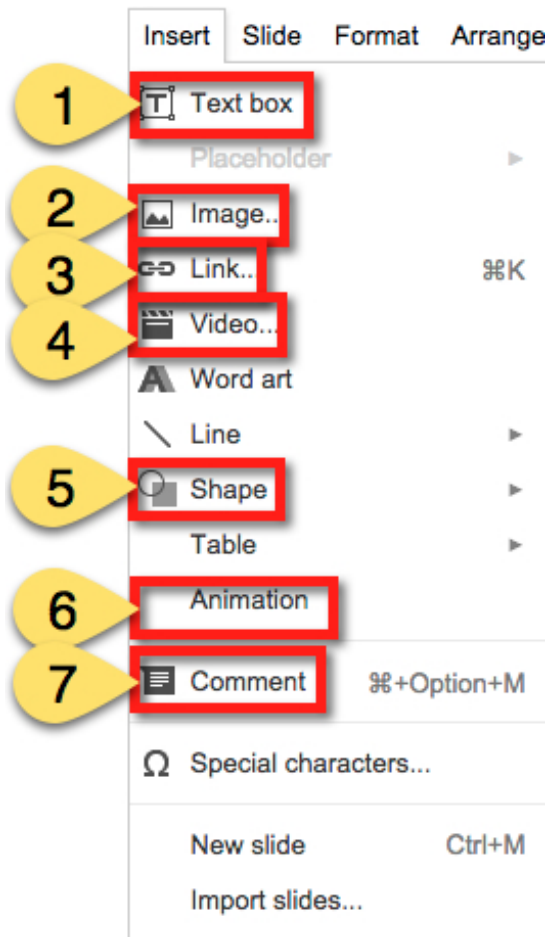 Insert Slide Format Arrange
1 Text box
Placeholder
2 Image...
3 Link... ⌘K
4 Video...
Word art
Line
5 Shape
Table
6 Animation
7 Comment ⌘+Option+M
Ω Special characters...
New slide Ctrl+M
Import slides...